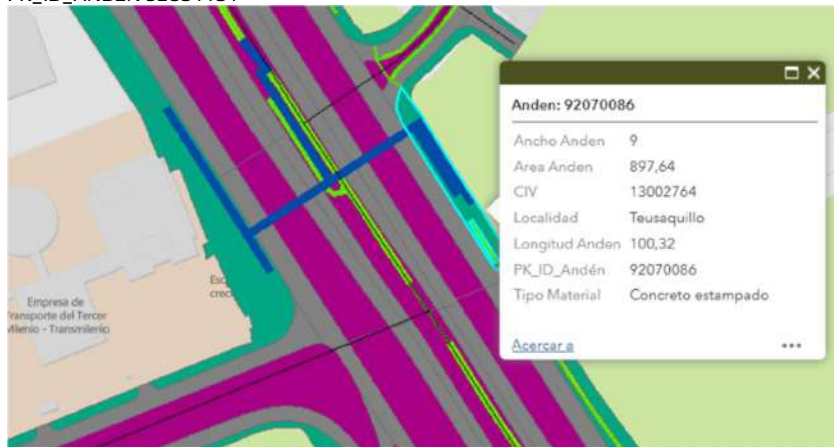 Anden: 92070086
Ancho Anden 9
Area Anden 897,64
CIV 13002764
Localidad Teusaquillo
Longitud Anden 100,32
PK_ID_Andén 92070086
Tipo Material Concreto estampado
Acercar a
Empresa de
Transporte del Tercer
Milenio - Transmilenio